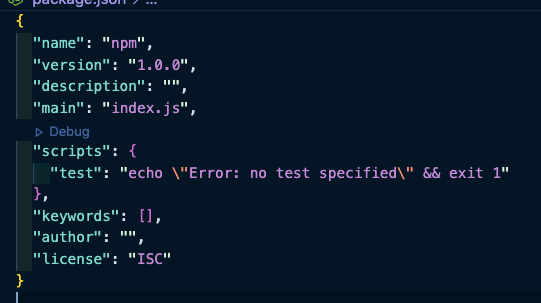 package.json > ...
{
"name": "npm",
"version": "1.0.0",
"description": "",
"main": "index.js",
Debug
"scripts": {
"test": "echo \"Error: no test specified\" && exit 1"
},
"keywords": [],
"author": "",
"license": "ISC"
}